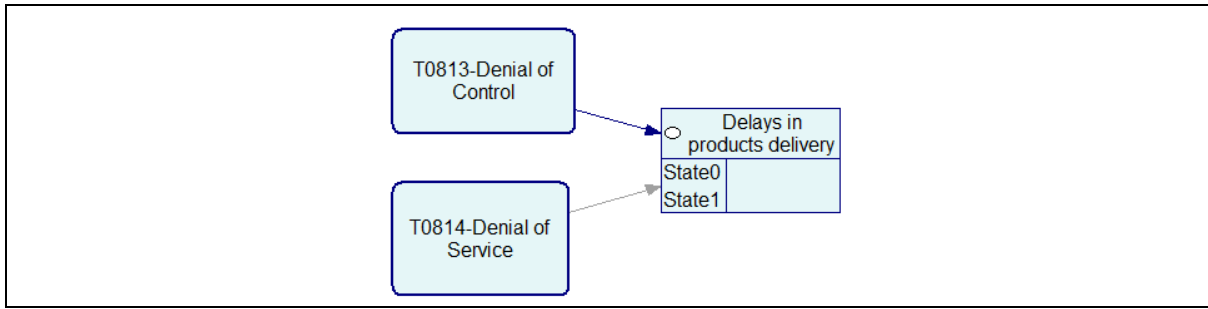 T0813-Denial of
Control
Delays in
products delivery
State0
State1
T0814-Denial of
Service